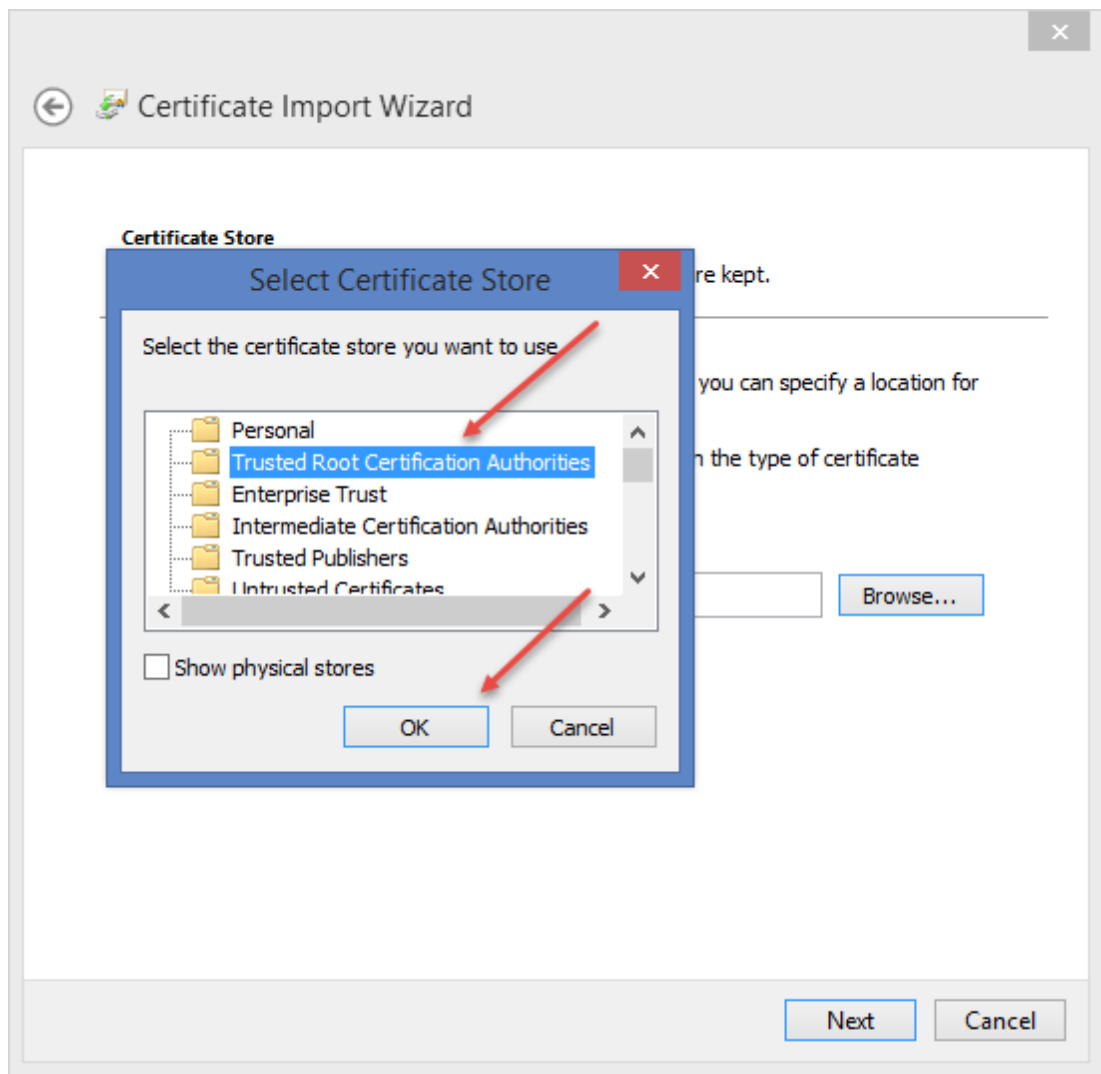 Certificate Import Wizard
Certificate Store
Select Certificate Store
re kept.
Select the certificate store you want to use
you can specify a location for
Personal
Trusted Root Certification Authorities
n the type of certificate
Enterprise Trust
Intermediate Certification Authorities
Trusted Publishers
Untrusted Certificates
Browse...
Show physical stores
OK
Cancel
Next
Cancel